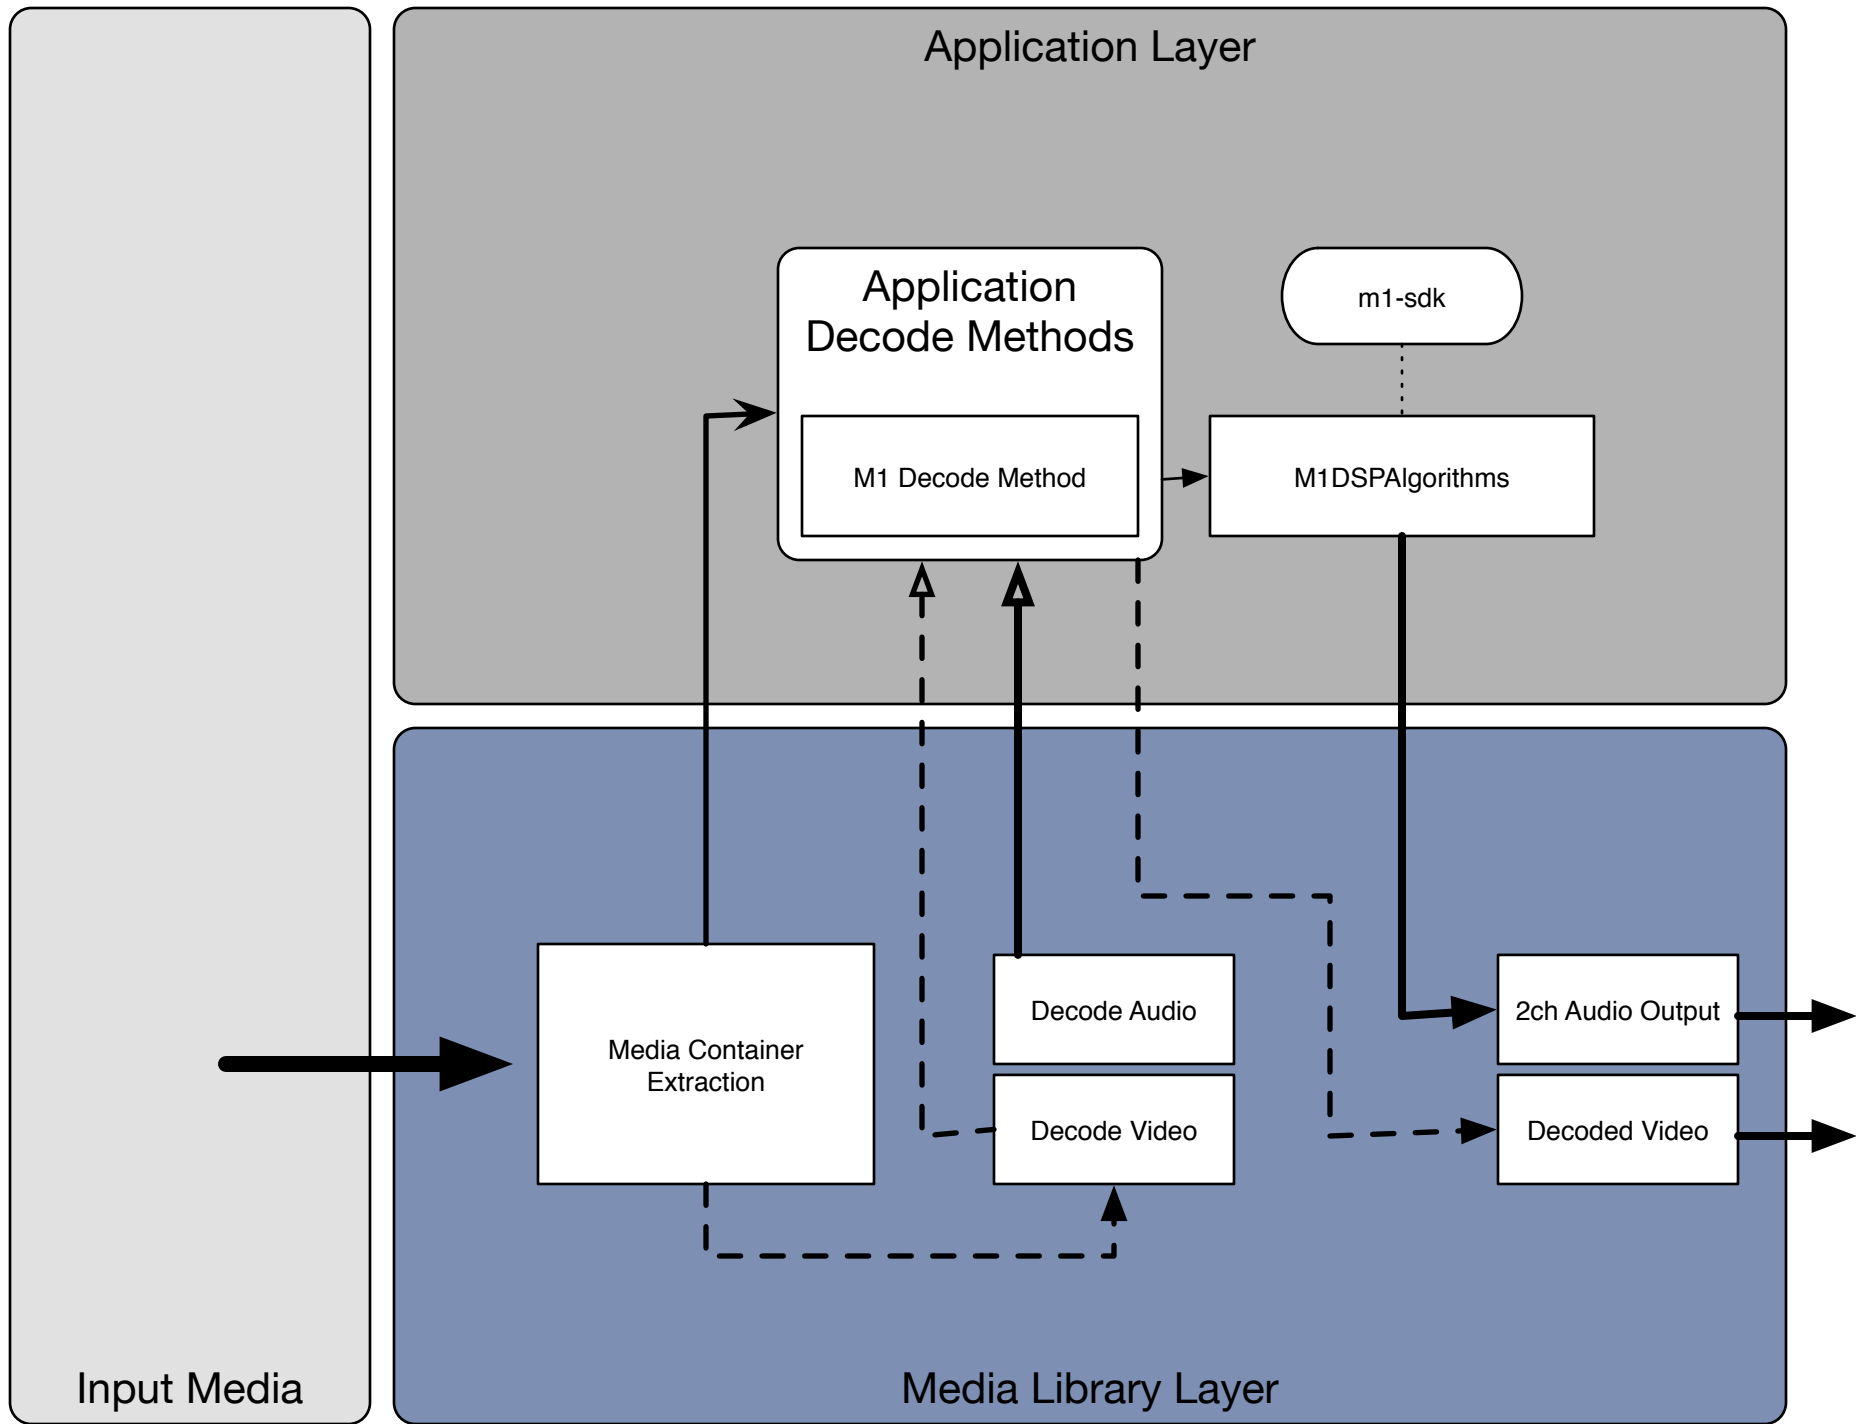 Application Layer
Application
Decode Methods
m1-sdk
M1 Decode Method
M1DSPAlgorithms
Decode Audio
2ch Audio Output
Media Container
Extraction
Decode Video
Decoded Video
Input Media
Media Library Layer